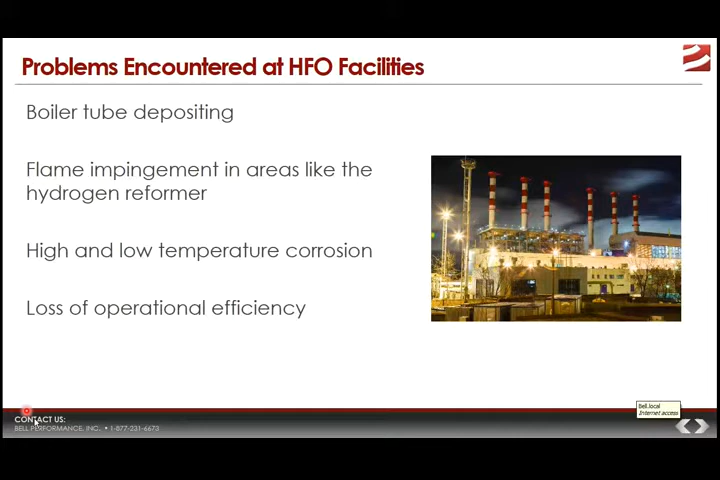 Problems Encountered at HFO Facilities
Boiler tube depositing
Flame impingement in areas like the
hydrogen reformer
High and low temperature corrosion
Loss of operational efficiency
CONTACT US:
BELL PERFORMANCE, INC. • 1-877-231-6673
Bell.local
Internet access